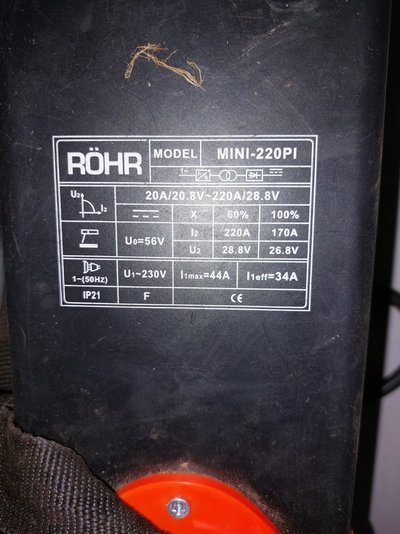 RÖHR MODEL MINI-220PI
1~
U₂ I₂ 20A/20.8V~220A/28.8V
X 60% 100%
U₀=56V I₂ 220A 170A
U₂ 28.8V 26.8V
1~(50Hz) U₁~230V I₁max=44A I₁eff=34A
IP21 F CE